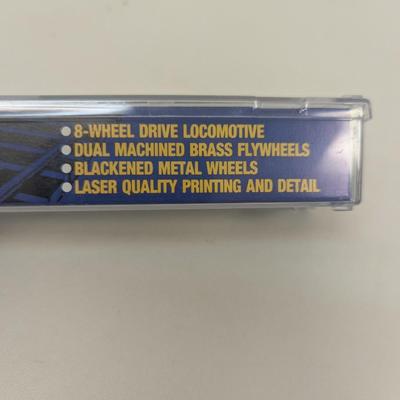 • 8-WHEEL DRIVE LOCOMOTIVE
• DUAL MACHINED BRASS FLYWHEELS
• BLACKENED METAL WHEELS
• LASER QUALITY PRINTING AND DETAIL